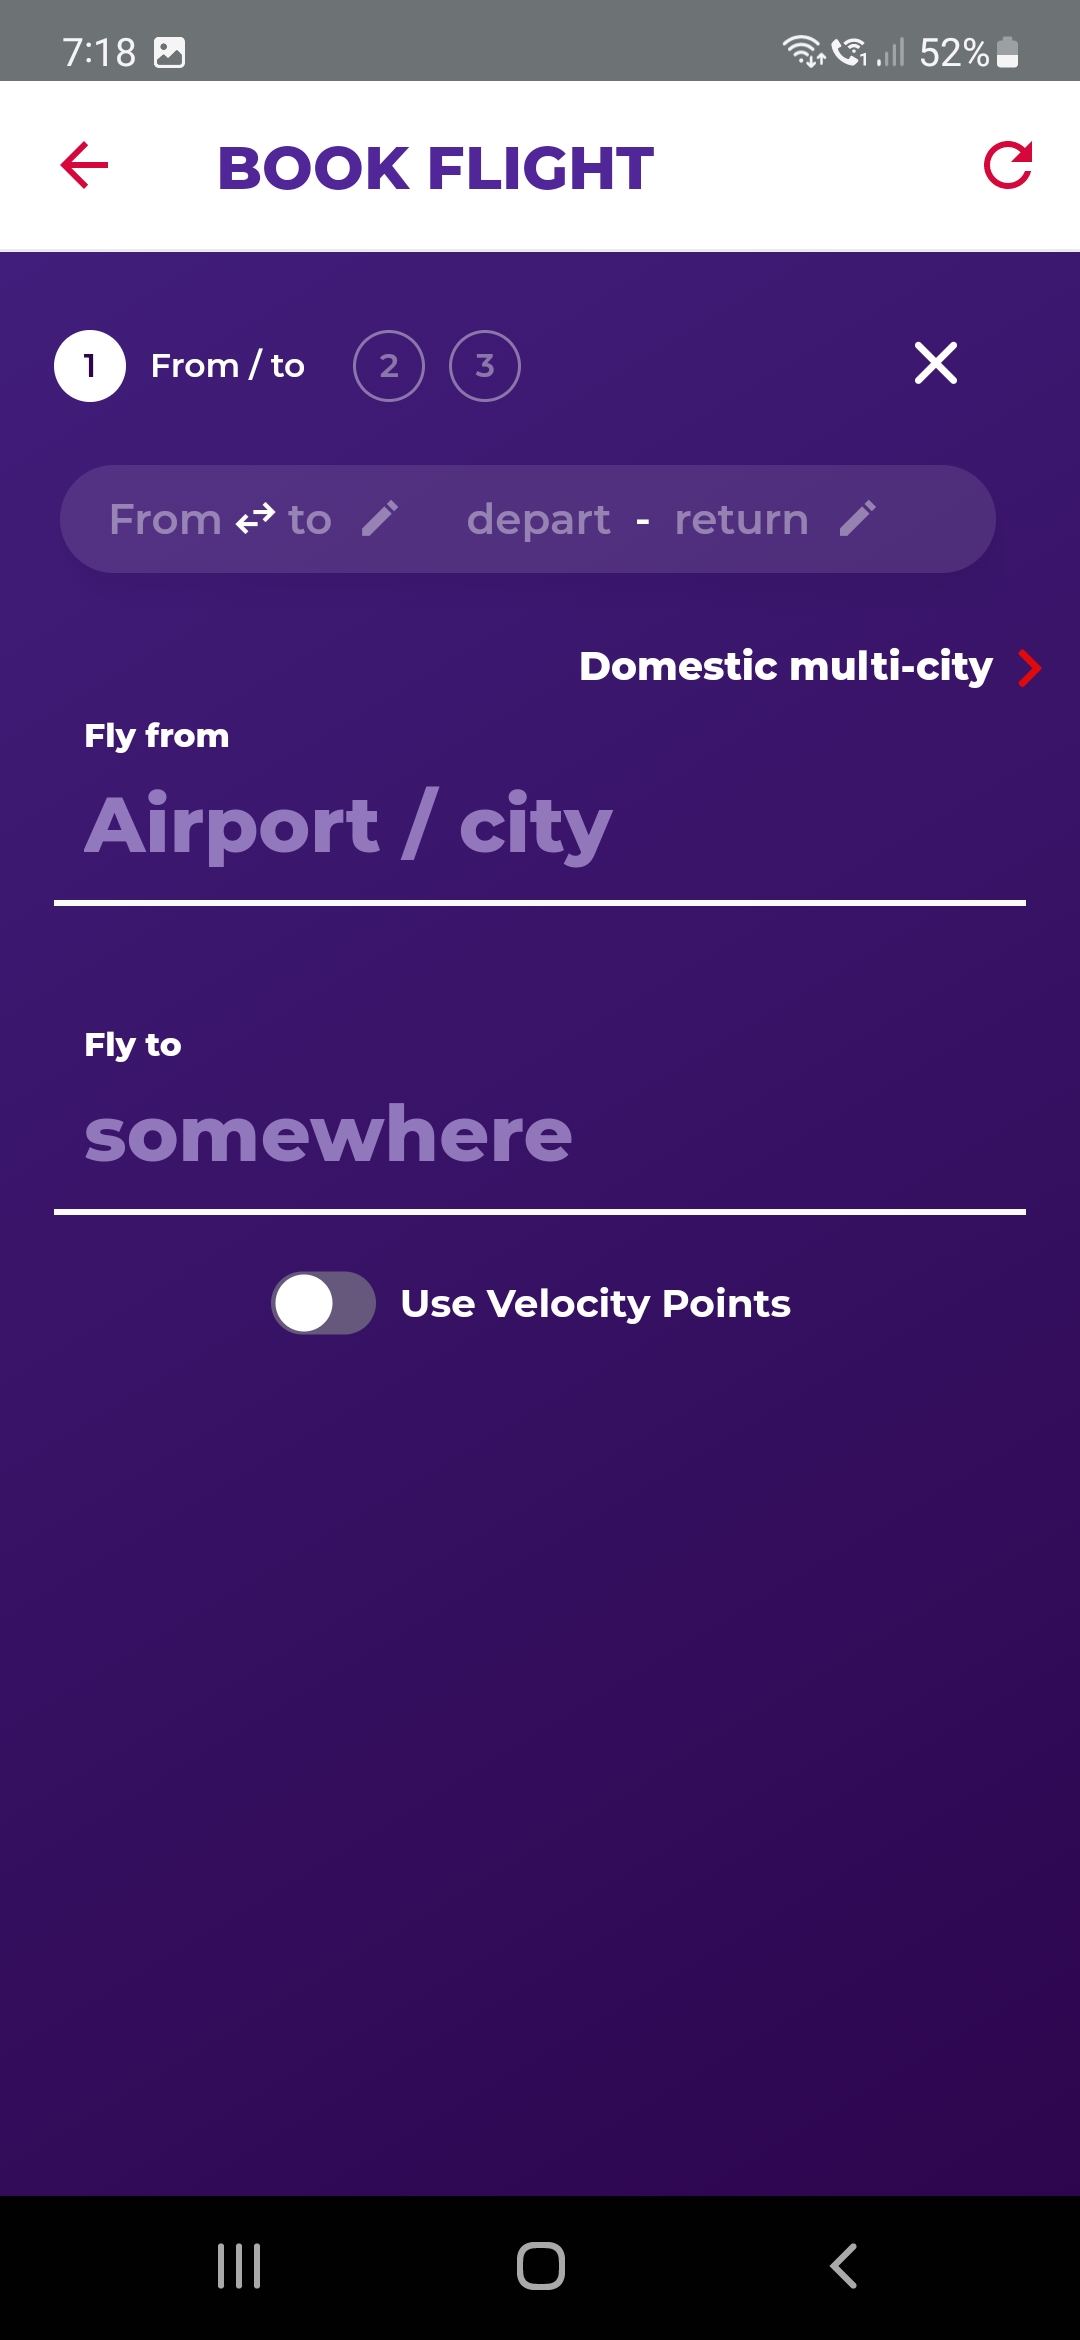 7:18 1 52%
BOOK FLIGHT
1 From / to 2 3
From to depart - return
Domestic multi-city
Fly from
Airport / city
Fly to
somewhere
Use Velocity Points